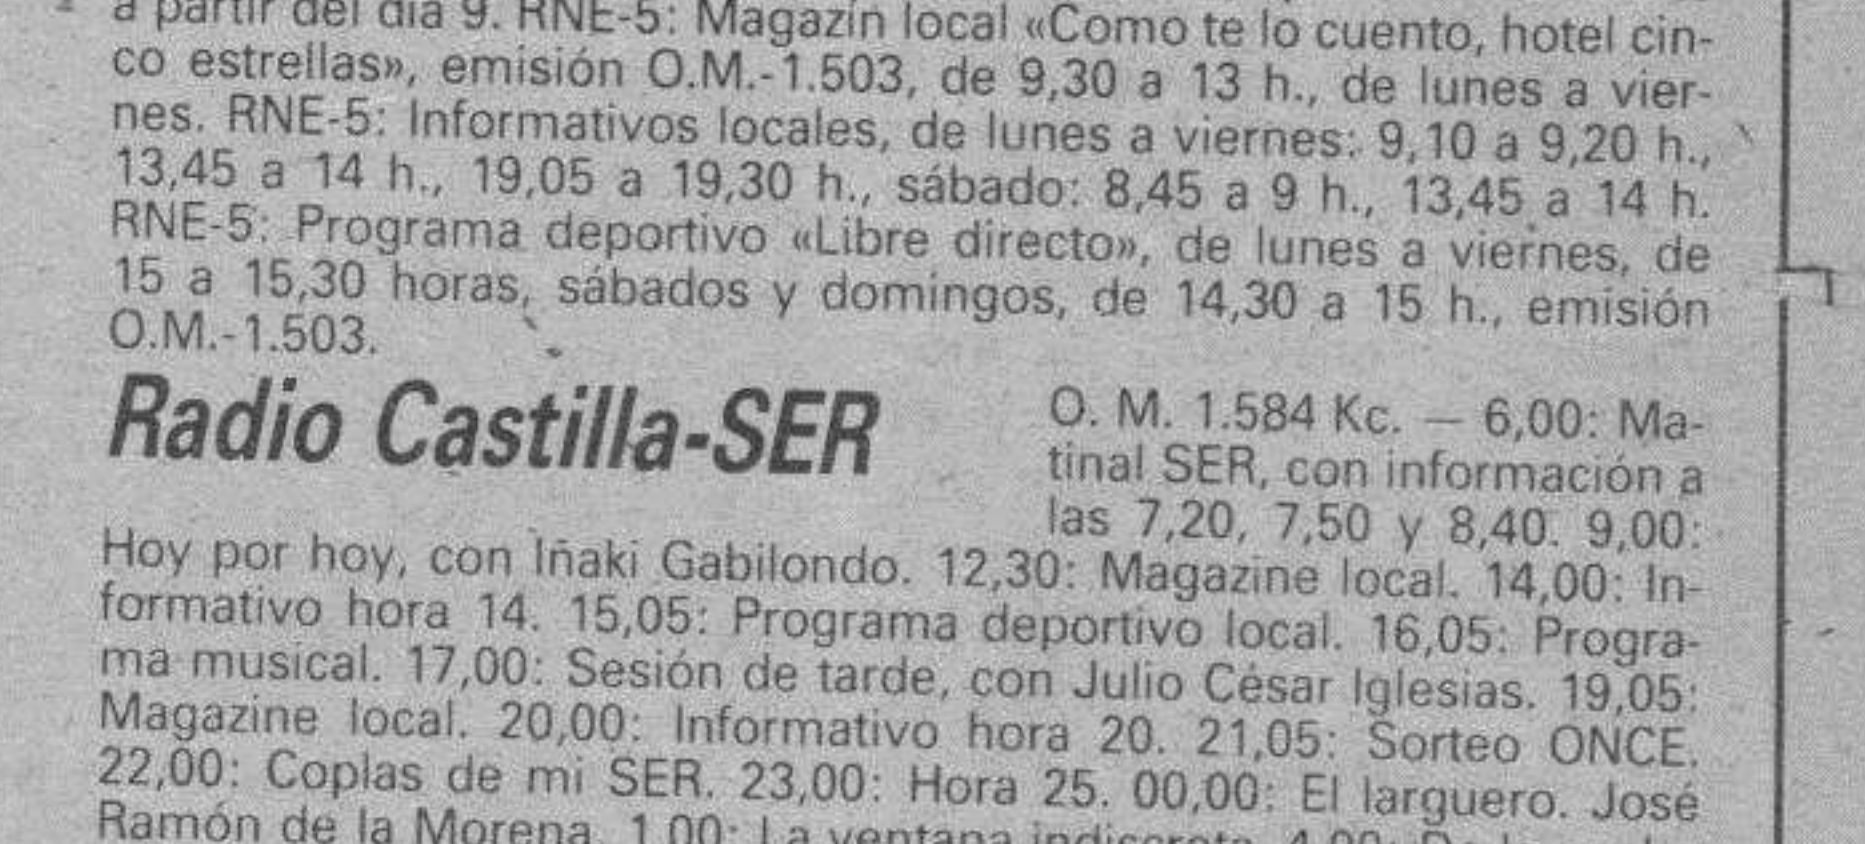 a partir del día 9. RNE-5: Magazín local «Como te lo cuento, hotel cin-
co estrellas», emisión O.M.-1.503, de 9,30 a 13 h., de lunes a vier-
nes. RNE-5: Informativos locales, de lunes a viernes: 9,10 a 9,20 h.,
13,45 a 14 h., 19,05 a 19,30 h., sábado: 8,45 a 9 h., 13,45 a 14 h.
RNE-5: Programa deportivo «Libre directo», de lunes a viernes, de
15 a 15,30 horas, sábados y domingos, de 14,30 a 15 h., emisión
O.M.-1.503.
Radio Castilla-SER
O. M. 1.584 Kc. — 6,00: Ma-
tinal SER, con información a
las 7,20, 7,50 y 8,40. 9,00:
Hoy por hoy, con Iñaki Gabilondo. 12,30: Magazine local. 14,00: In-
formativo hora 14. 15,05: Programa deportivo local. 16,05: Progra-
ma musical. 17,00: Sesión de tarde, con Julio César Iglesias. 19,05:
Magazine local. 20,00: Informativo hora 20. 21,05: Sorteo ONCE.
22,00: Coplas de mi SER. 23,00: Hora 25. 00,00: El larguero. José
Ramón de la Morena. 1,00: La ventana indiscreta. 4,00: